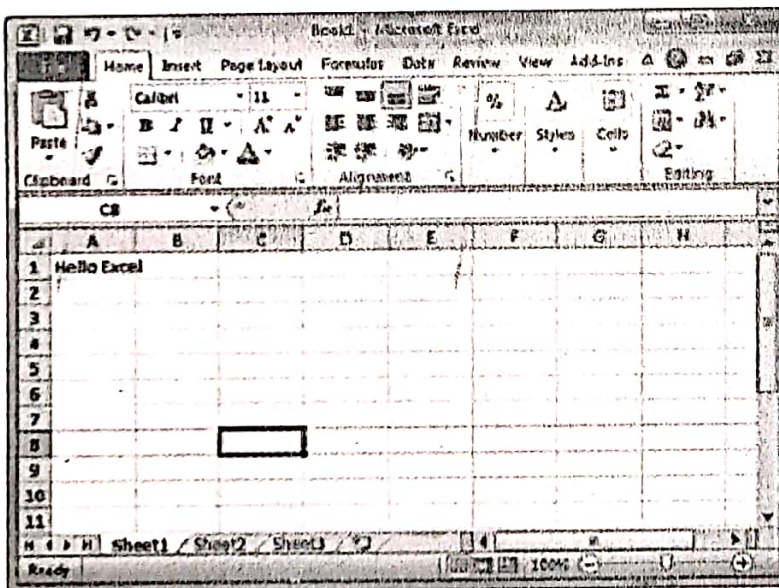 Book1 - Microsoft Excel
Home Insert Page Layout Formulas Data Review View Add-Ins
Calibri 11
Paste
Number Styles Cells
Clipboard Font Alignment Editing
C8 fx
A B C D E F G H
1 Hello Excel
2
3
4
5
6
7
8
9
10
11
Sheet1 Sheet2 Sheet3
Ready 100%